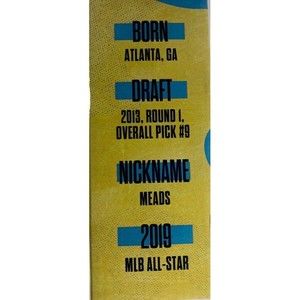 BORN
ATLANTA, GA
DRAFT
2013, ROUND 1,
OVERALL PICK #9
NICKNAME
MEADS
2019
MLB ALL-STAR